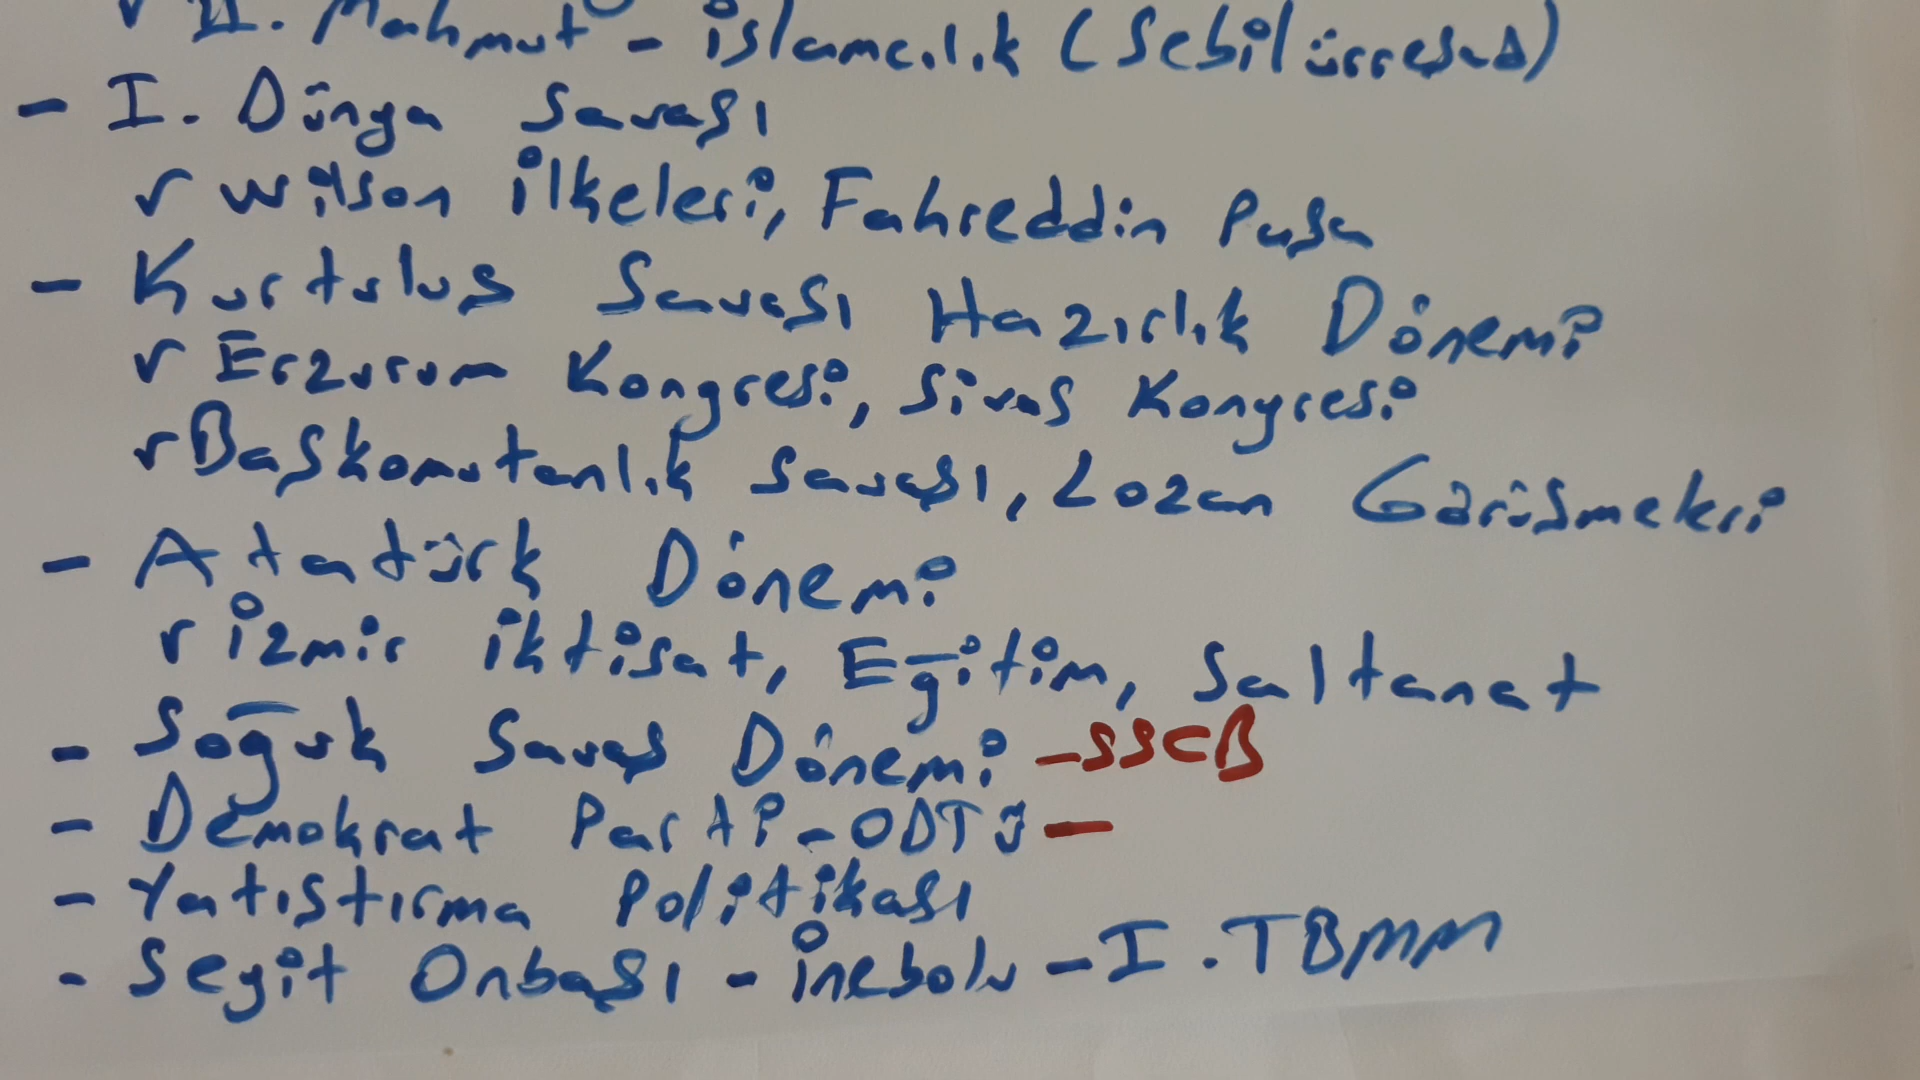 ✓ II. Mahmut - İslamcılık (Sebilürreşad)
- I. Dünya Savaşı
✓ Wilson İlkeleri, Fahreddin Paşa
- Kurtuluş Savaşı Hazırlık Dönemi
✓ Erzurum Kongresi, Sivas Kongresi
✓ Başkomutanlık Savaşı, Lozan Görüşmeleri
- Atatürk Dönemi
✓ İzmir iktisat, Eğitim, Saltanat
- Soğuk Savaş Dönemi - SSCB
- Demokrat Parti - ODTÜ -
- Yatıştırma Politikası
- Seyit Onbaşı - İnebolu - I. TBMM